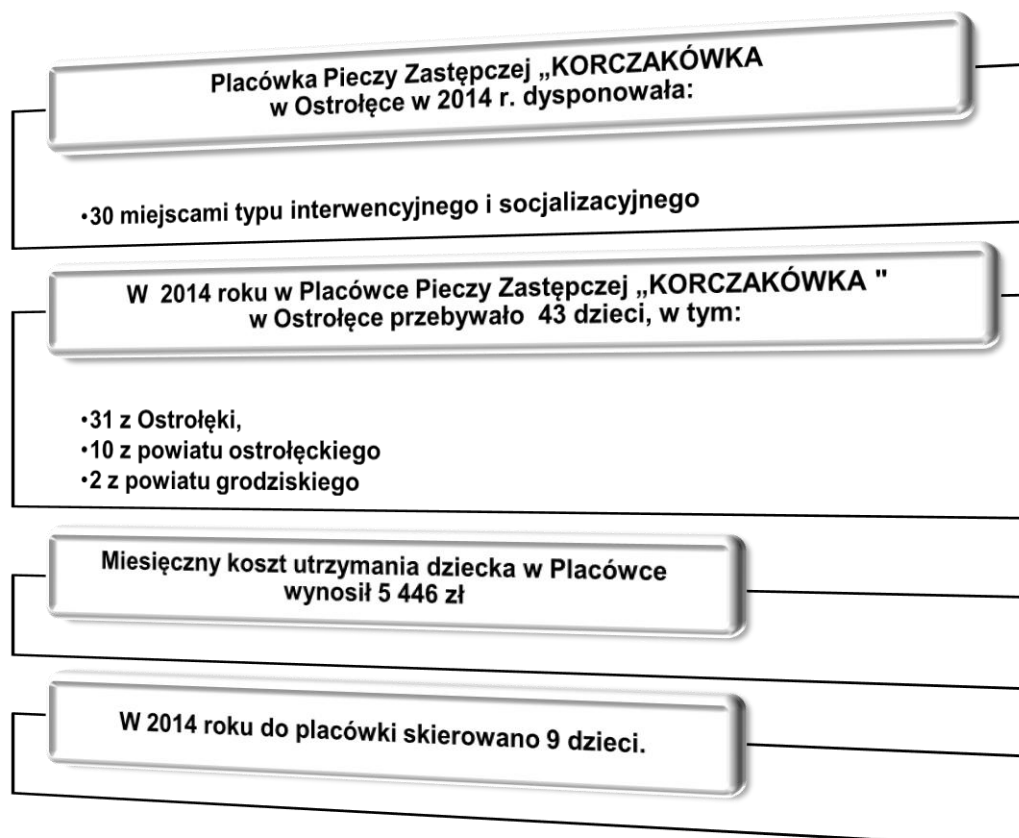 Placówka Pieczy Zastępczej „KORCZAKÓWKA
w Ostrołęce w 2014 r. dysponowała:
•30 miejscami typu interwencyjnego i socjalizacyjnego
W  2014 roku w Placówce Pieczy Zastępczej „KORCZAKÓWKA "
w Ostrołęce przebywało  43 dzieci, w tym:
•31 z Ostrołęki,
•10 z powiatu ostrołęckiego
•2 z powiatu grodziskiego
Miesięczny koszt utrzymania dziecka w Placówce
wynosił 5 446 zł
W 2014 roku do placówki skierowano 9 dzieci.